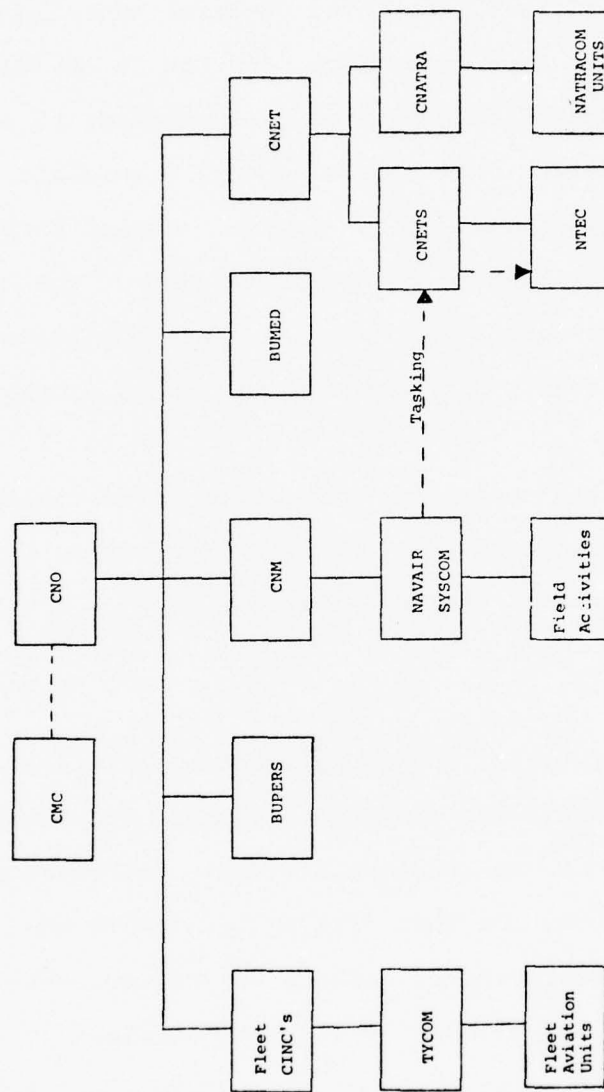 CMC
CNO
Fleet
CINC's
BUPERS
CNM
BUMED
CNET
TYCOM
NAVAIR
SYSCOM
Tasking
CNETS
CNATRA
Fleet
Aviation
Units
Field
Activities
NTEC
NATRACOM
UNITS